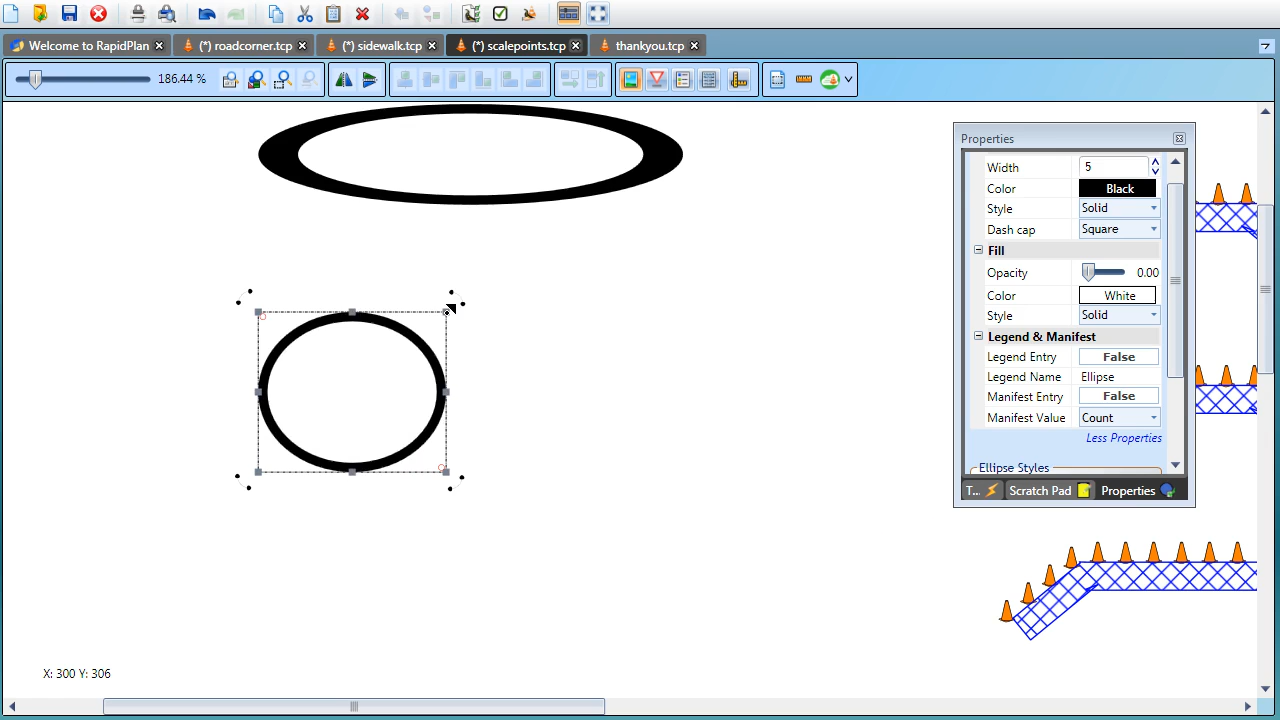 Welcome to RapidPlan
(*) roadcorner.tcp
(*) sidewalk.tcp
(*) scalepoints.tcp
thankyou.tcp
186.44 %
Properties
Width 5
Color Black
Style Solid
Dash cap Square
Fill
Opacity 0.00
Color White
Style Solid
Legend & Manifest
Legend Entry False
Legend Name Ellipse
Manifest Entry False
Manifest Value Count
Less Properties
Ellipse Styles
T... Scratch Pad Properties
X: 300 Y: 306